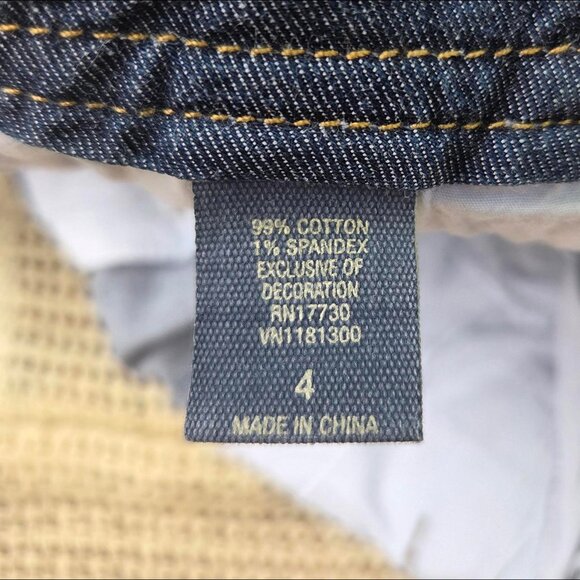 99% COTTON
1% SPANDEX
EXCLUSIVE OF
DECORATION
RN17730
VN1181300
4
MADE IN CHINA